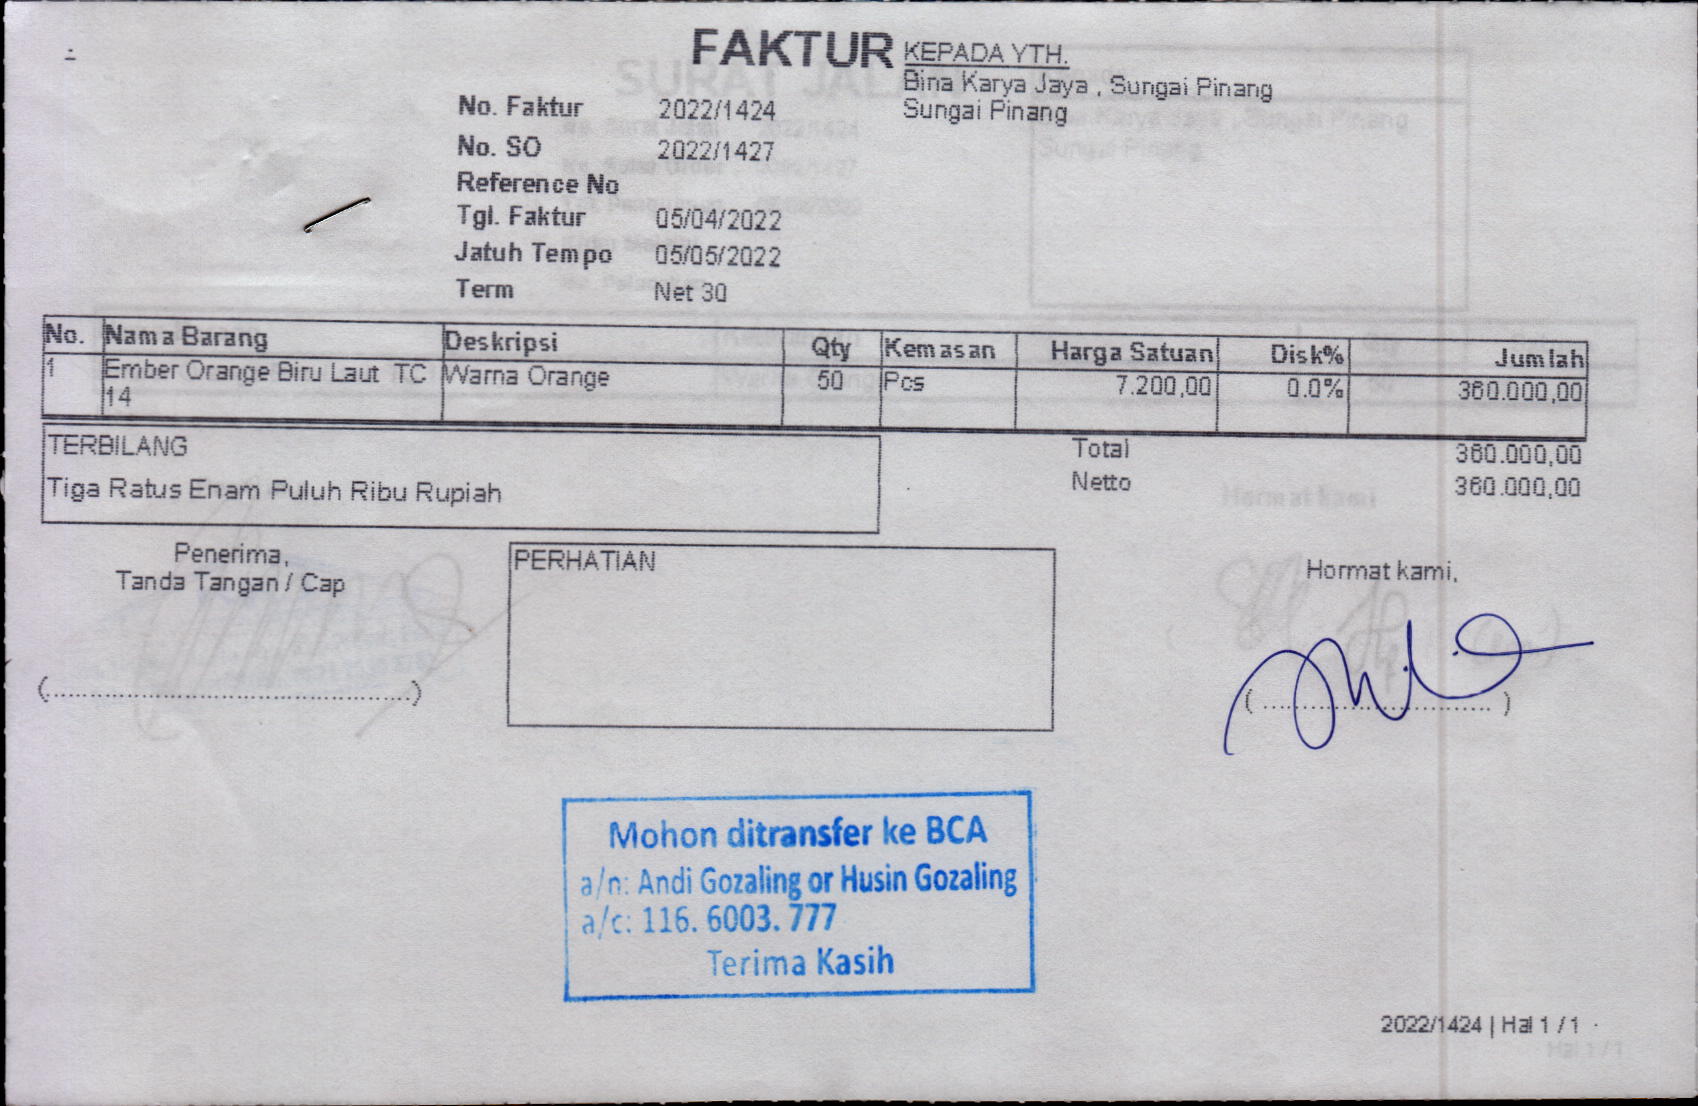 FAKTUR
KEPADA YTH.
Bina Karya Jaya , Sungai Pinang
Sungai Pinang
No. Faktur 2022/1424
No. SO 2022/1427
Reference No
Tgl. Faktur 05/04/2022
Jatuh Tempo 05/05/2022
Term Net 30
No. Nama Barang Deskripsi Qty Kemasan Harga Satuan Disk% Jumlah
1 Ember Orange Biru Laut TC Warna Orange 50 Pcs 7.200,00 0.0% 360.000,00
14
TERBILANG
Tiga Ratus Enam Puluh Ribu Rupiah
Total 360.000,00
Netto 360.000,00
Penerima,
Tanda Tangan / Cap
(........................................)
PERHATIAN
Hormat kami,
(..............................)
Mohon ditransfer ke BCA
a/n: Andi Gozaling or Husin Gozaling
a/c: 116. 6003. 777
Terima Kasih
2022/1424 | Hal 1 / 1